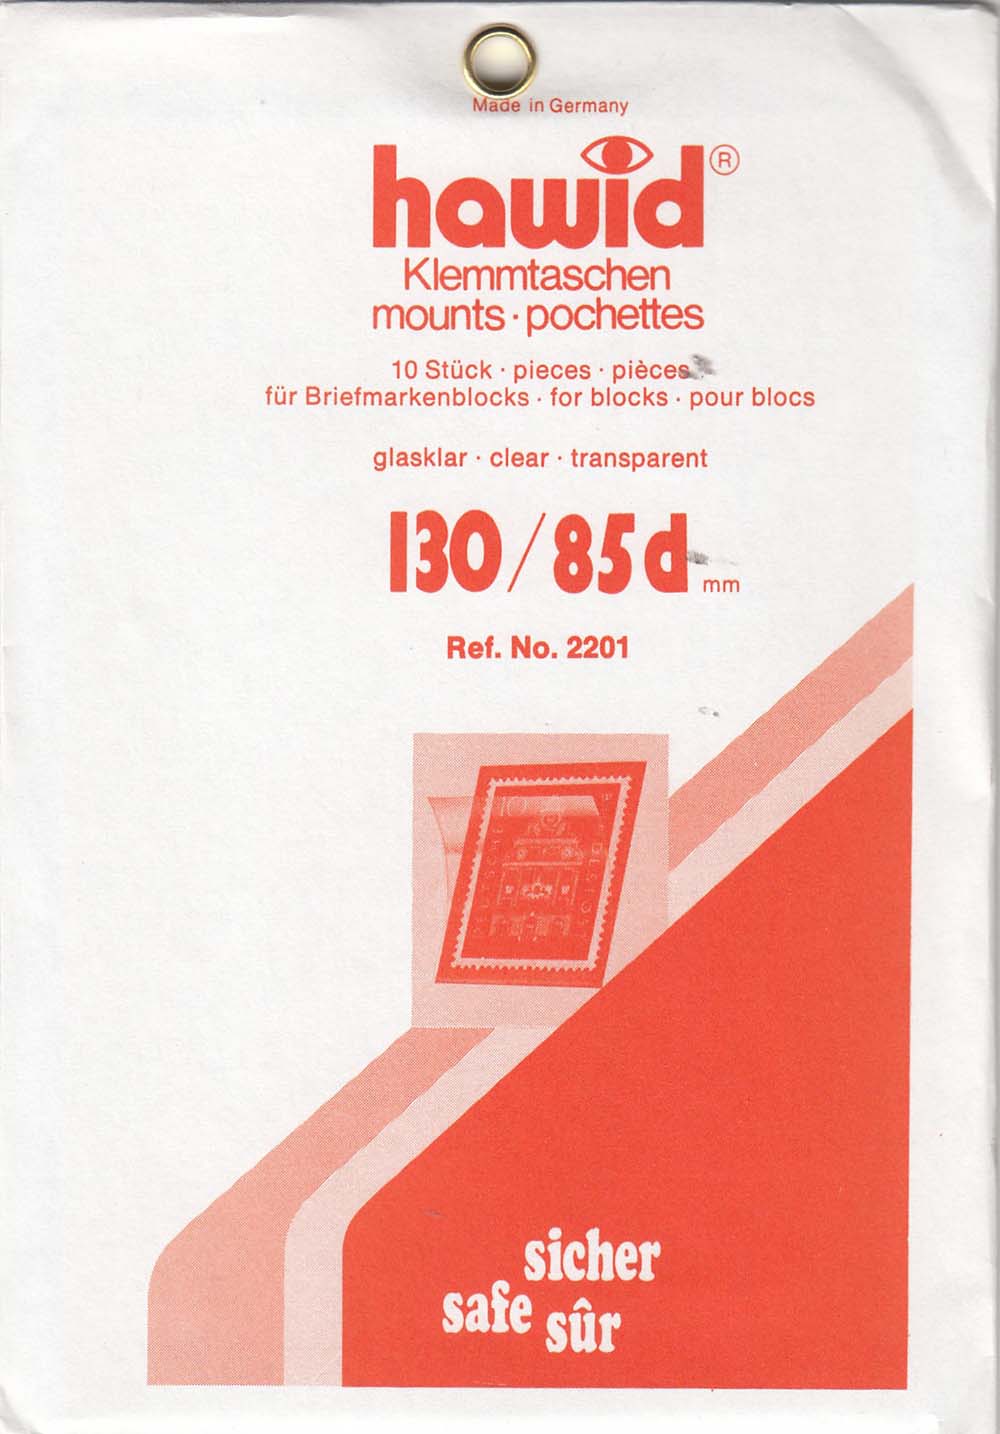 Made in Germany
hawid®
Klemmtaschen
mounts · pochettes
10 Stück · pieces · pièces
für Briefmarkenblocks · for blocks · pour blocs
glasklar · clear · transparent
130/85d mm
Ref. No. 2201
10
sicher
safe
sûr